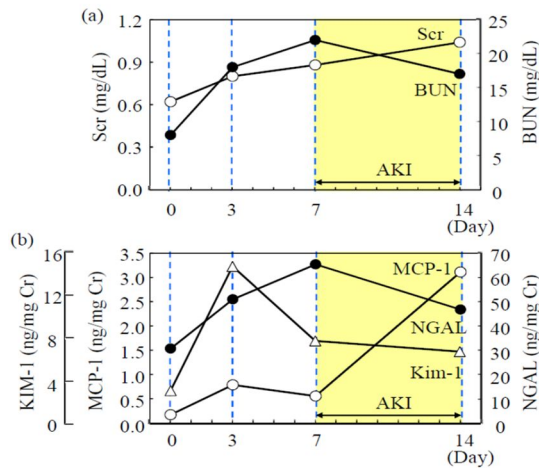 (a)
Scr (mg/dL)
1.2
0.9
0.6
0.3
0.0
Scr
BUN
AKI
25
20
15
10
5
0
BUN (mg/dL)
0 3 7 14
(Day)
(b)
KIM-1 (ng/mg Cr)
16
12
8
4
0
MCP-1 (ng/mg Cr)
3.5
3.0
2.5
2.0
1.5
1.0
0.5
0.0
MCP-1
NGAL
Kim-1
AKI
70
60
50
40
30
20
10
0
NGAL (ng/mg Cr)
0 3 7 14
(Day)